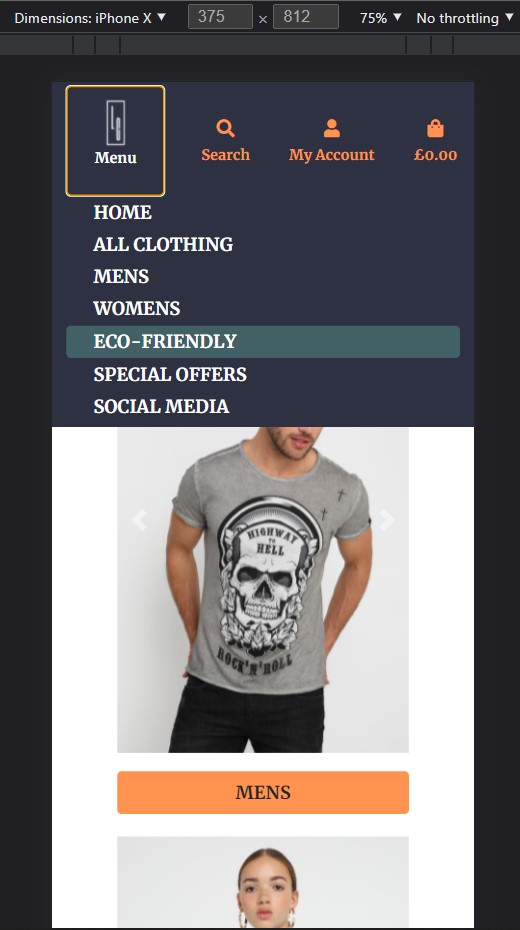 Dimensions: iPhone X ▼ 375 × 812 75% ▼ No throttling ▼
Menu Search My Account £0.00
HOME
ALL CLOTHING
MENS
WOMENS
ECO-FRIENDLY
SPECIAL OFFERS
SOCIAL MEDIA
HIGHWAY
TO
HELL
ROCK'N'ROLL
MENS